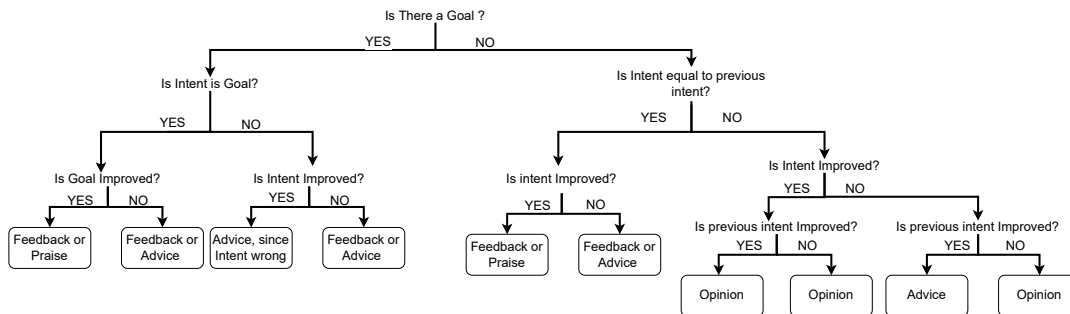 Is There a Goal ?
YES
NO
Is Intent is Goal?
Is Intent equal to previous
intent?
YES
NO
YES
NO
Is Goal Improved?
Is Intent Improved?
Is intent Improved?
Is Intent Improved?
YES
NO
YES
NO
YES
NO
YES
NO
Feedback or
Praise
Feedback or
Advice
Advice, since
Intent wrong
Feedback or
Advice
Feedback or
Praise
Feedback or
Advice
Is previous intent Improved?
Is previous intent Improved?
YES
NO
YES
NO
Opinion
Opinion
Advice
Opinion